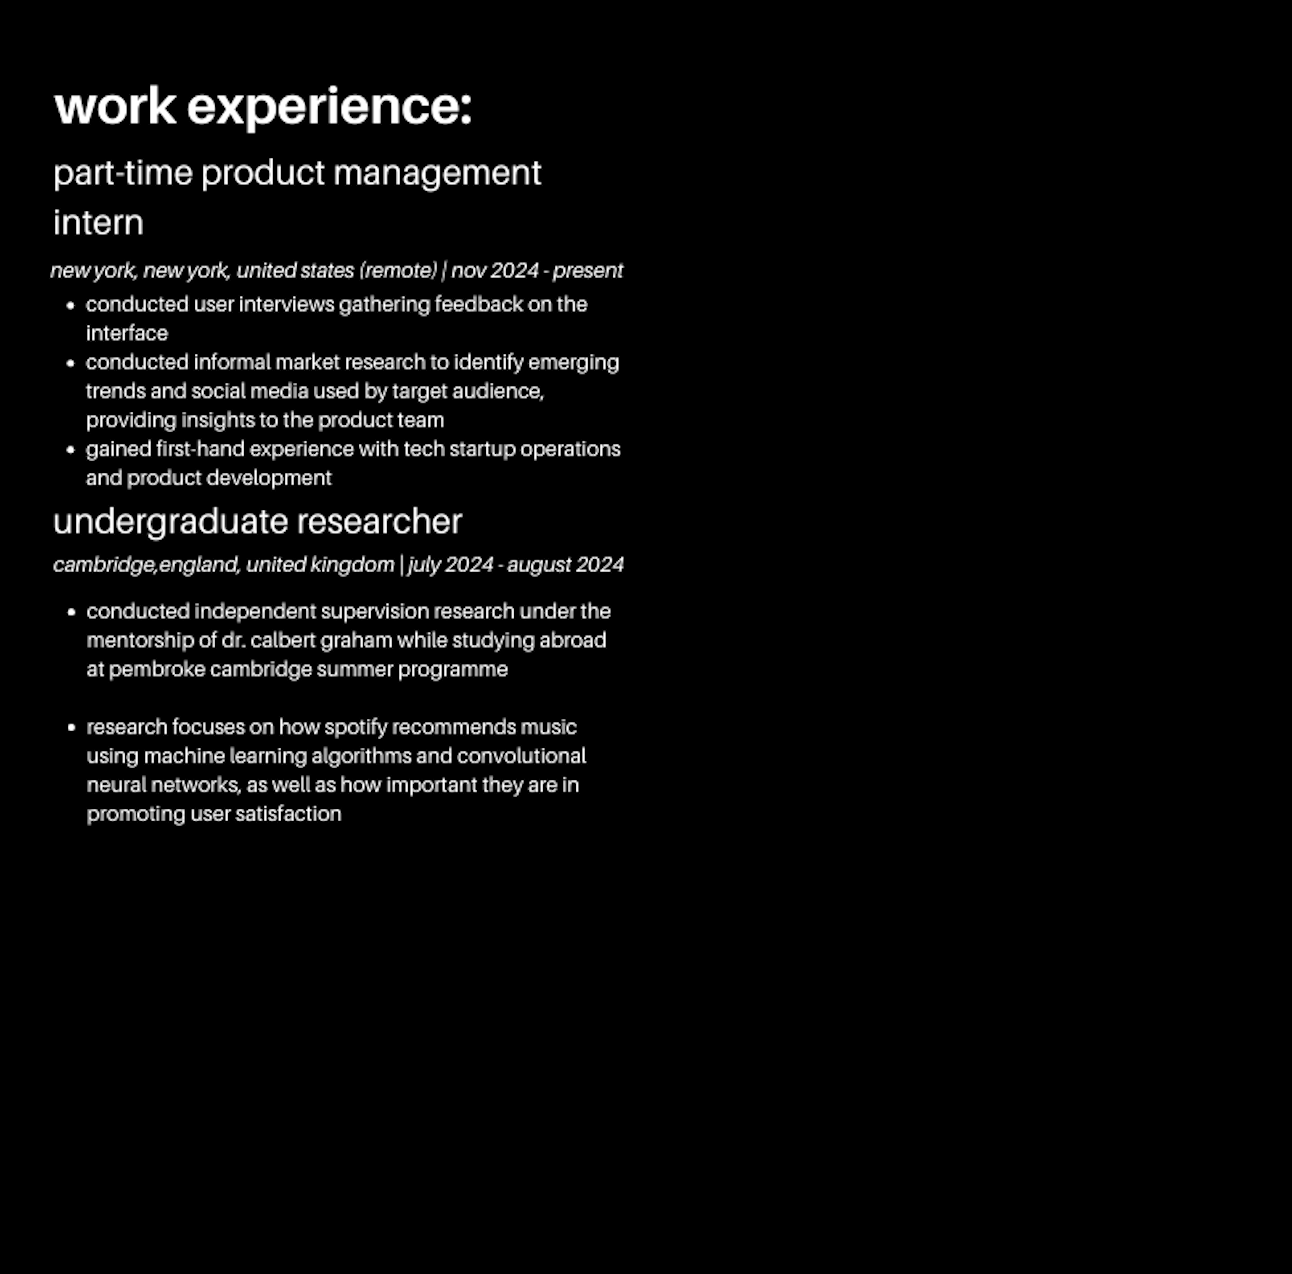 work experience:
part-time product management
intern
new york, new york, united states (remote) | nov 2024 - present
• conducted user interviews gathering feedback on the
interface
• conducted informal market research to identify emerging
trends and social media used by target audience,
providing insights to the product team
• gained first-hand experience with tech startup operations
and product development
undergraduate researcher
cambridge,england, united kingdom | july 2024 - august 2024
• conducted independent supervision research under the
mentorship of dr. calbert graham while studying abroad
at pembroke cambridge summer programme
• research focuses on how spotify recommends music
using machine learning algorithms and convolutional
neural networks, as well as how important they are in
promoting user satisfaction